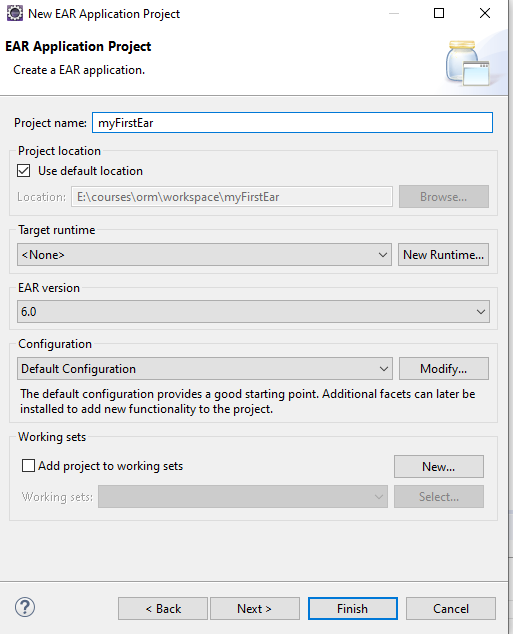 New EAR Application Project
EAR Application Project
Create a EAR application.
Project name: myFirstEar
Project location
Use default location
Location: E:\courses\orm\workspace\myFirstEar Browse...
Target runtime
<None> New Runtime...
EAR version
6.0
Configuration
Default Configuration Modify...
The default configuration provides a good starting point. Additional facets can later be
installed to add new functionality to the project.
Working sets
Add project to working sets New...
Working sets: Select...
? < Back Next > Finish Cancel